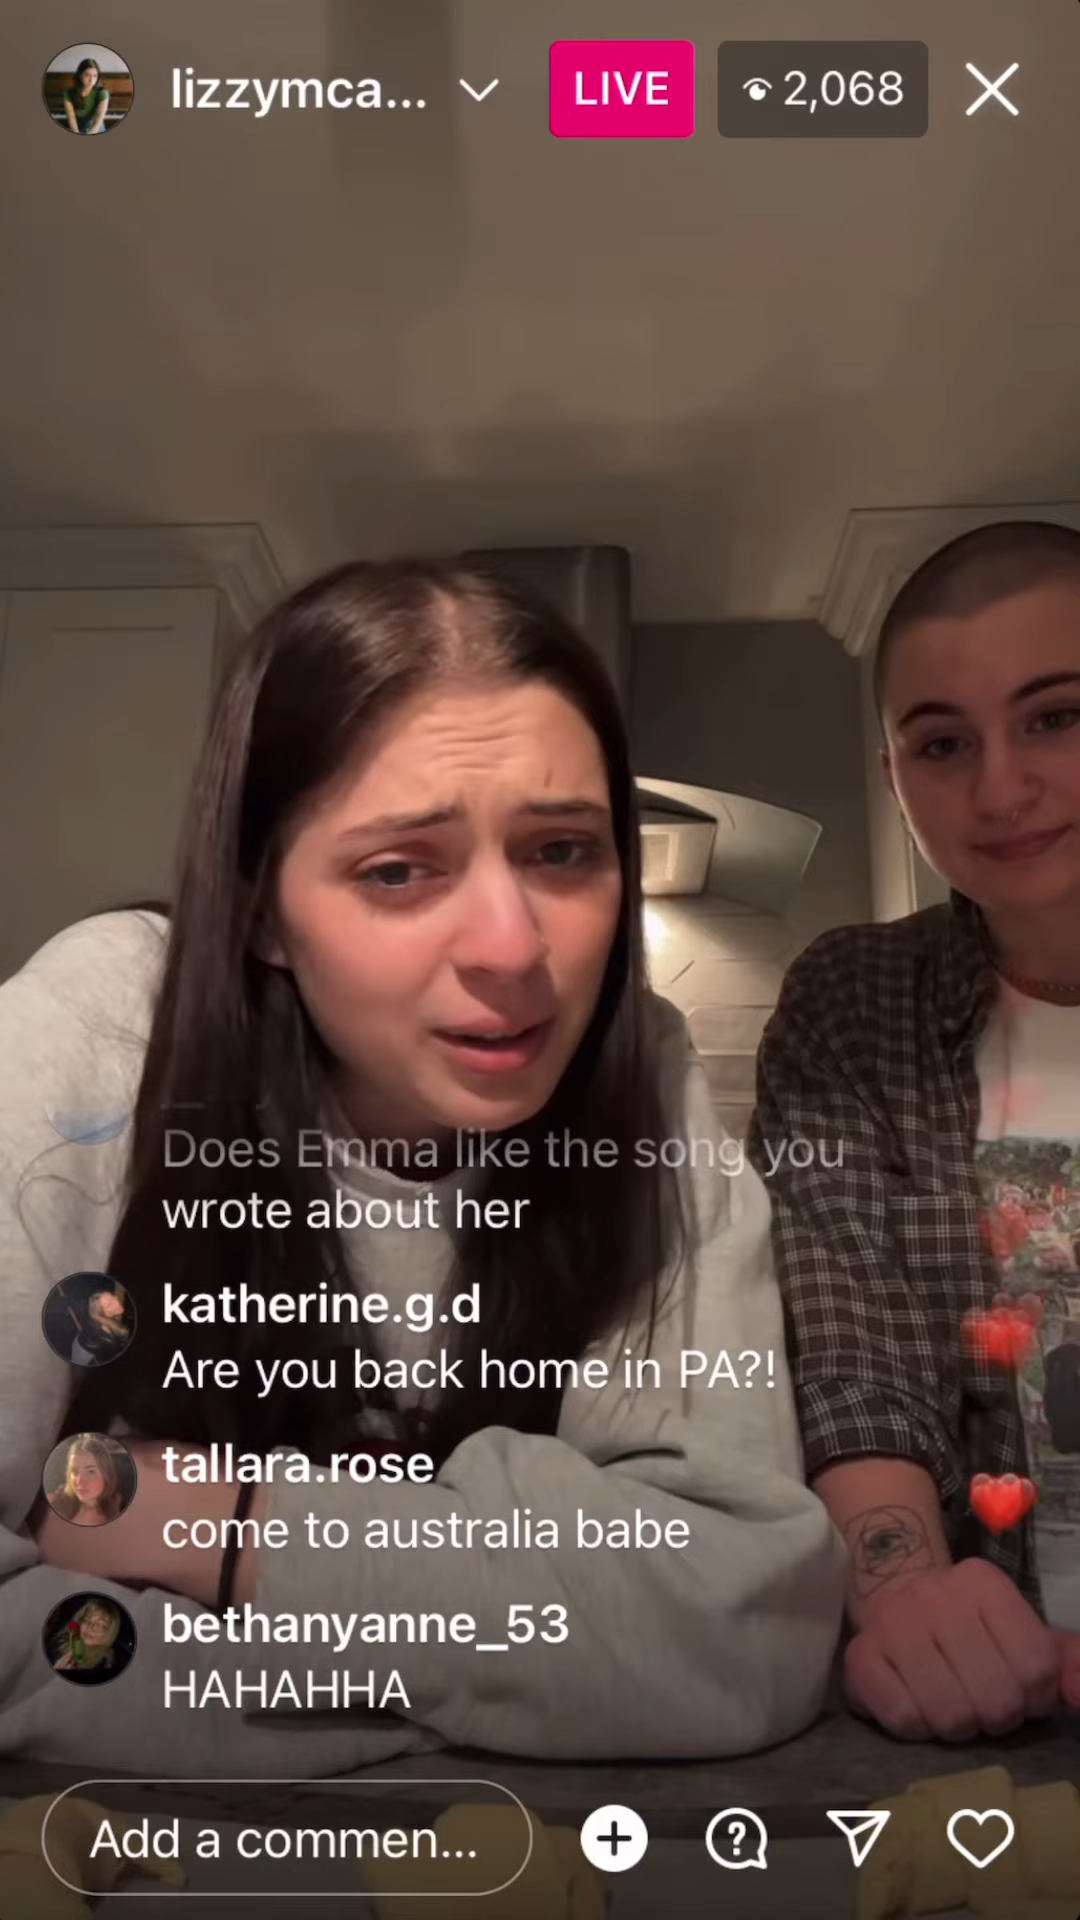 lizzymca...
LIVE
2,068
Does Emma like the song you
wrote about her
katherine.g.d
Are you back home in PA?!
tallara.rose
come to australia babe
bethanyanne_53
HAHAHHA
Add a commen...